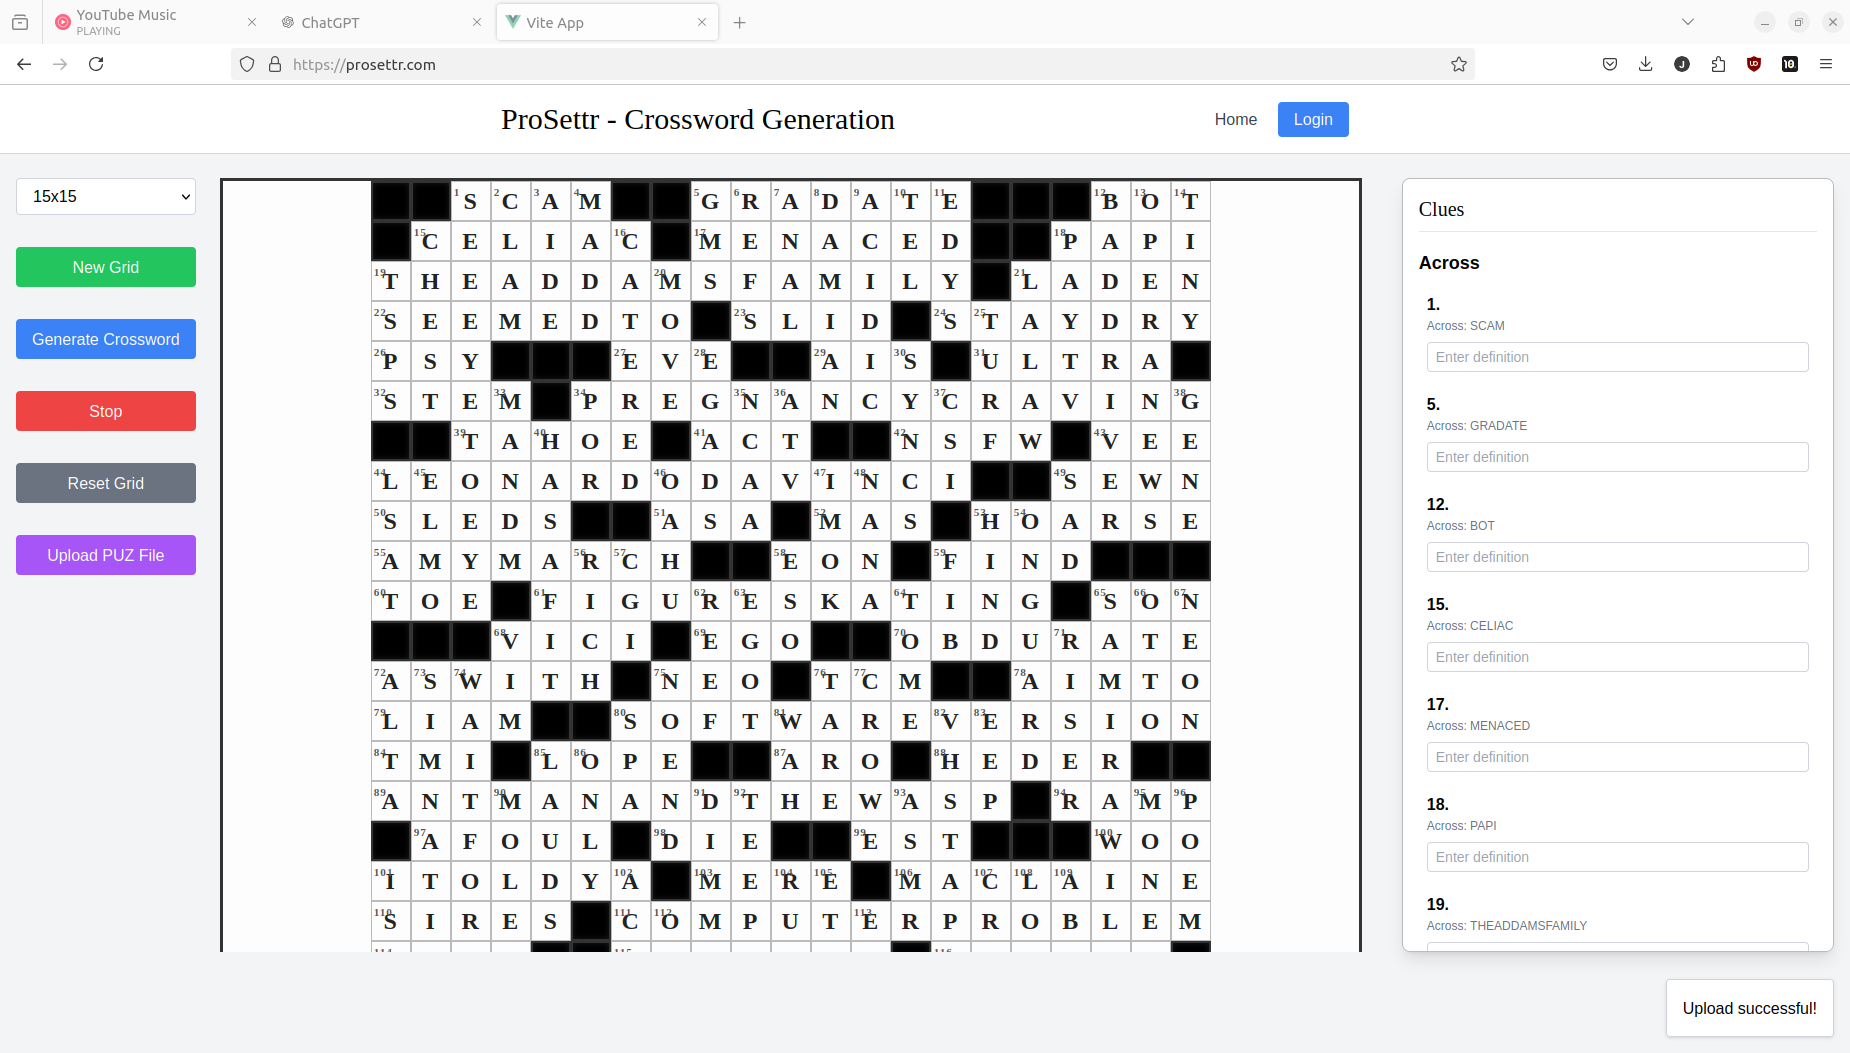 YouTube Music
PLAYING
ChatGPT
Vite App
https://prosettr.com
ProSettr - Crossword Generation
Home
Login
15x15
New Grid
Generate Crossword
Stop
Reset Grid
Upload PUZ File
1 S 2 C 3 A 4 M 5 G 6 R 7 A 8 D 9 A 10 T 11 E 12 B 13 O 14 T
15 C E L I A 16 C 17 M E N A C E D 18 P A P I
19 T H E A D D A 20 M S F A M I L Y 21 L A D E N
22 S E E M E D T O 23 S L I D 24 S 25 T A Y D R Y
26 P S Y 27 E V 28 E 29 A I 30 S 31 U L T R A
32 S T E 33 M 34 P R E G 35 N 36 A N C Y 37 C R A V I N 38 G
39 T A 40 H O E 41 A C T 42 N S F W 43 V E E
44 L 45 E O N A R D 46 O D A V 47 I 48 N C I 49 S E W N
50 S L E D S 51 A S A 52 M A S 53 H 54 O A R S E
55 A M Y M A 56 R 57 C H 58 E O N 59 F I N D
60 T O E 61 F I G U 62 R 63 E S K A 64 T I N G 65 S 66 O 67 N
68 V I C I 69 E G O 70 O B D U 71 R A T E
72 A 73 S 74 W I T H 75 N E O 76 T 77 C M 78 A I M T O
79 L I A M 80 S O F T 81 W A R E 82 V 83 E R S I O N
84 T M I 85 L 86 O P E 87 A R O 88 H E D E R
89 A N T 90 M A N A N 91 D 92 T H E W 93 A S P 94 R A 95 M 96 P
97 A F O U L 98 D I E 99 E S T 100 W O O
101 I T O L D Y 102 A 103 M E 104 R 105 E 106 M A 107 C 108 L 109 A I N E
110 S I R E S 111 C 112 O M P U T 113 E R P R O B L E M
114 115 116
Clues
Across
1.
Across: SCAM
Enter definition
5.
Across: GRADATE
Enter definition
12.
Across: BOT
Enter definition
15.
Across: CELIAC
Enter definition
17.
Across: MENACED
Enter definition
18.
Across: PAPI
Enter definition
19.
Across: THEADDAMSFAMILY
Upload successful!